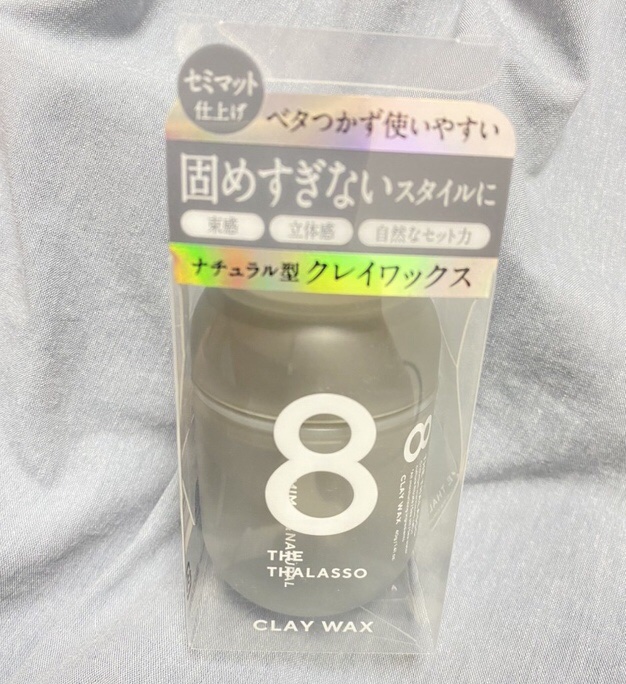 セミマット
仕上げ
ベタつかず使いやすい
固めすぎないスタイルに
束感 立体感 自然なセット力
ナチュラル型 クレイワックス
8
8
CLAY WAX
THE
THALASSO
CLAY WAX